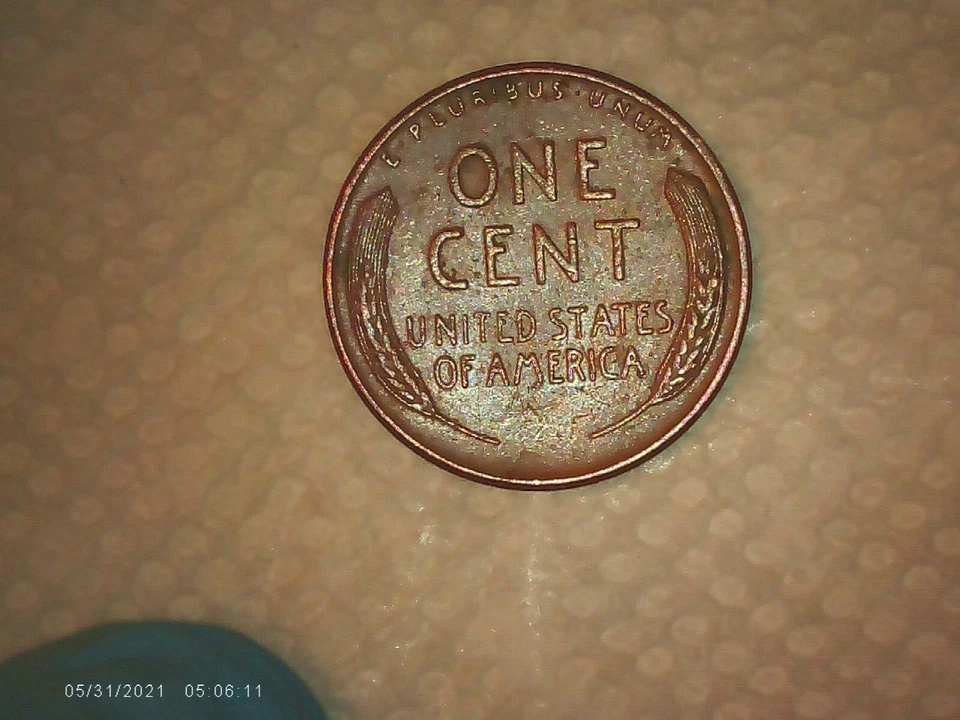 E·PLURIBUS·UNUM
ONE
CENT
UNITED STATES
OF AMERICA
05/31/2021 05:06:11